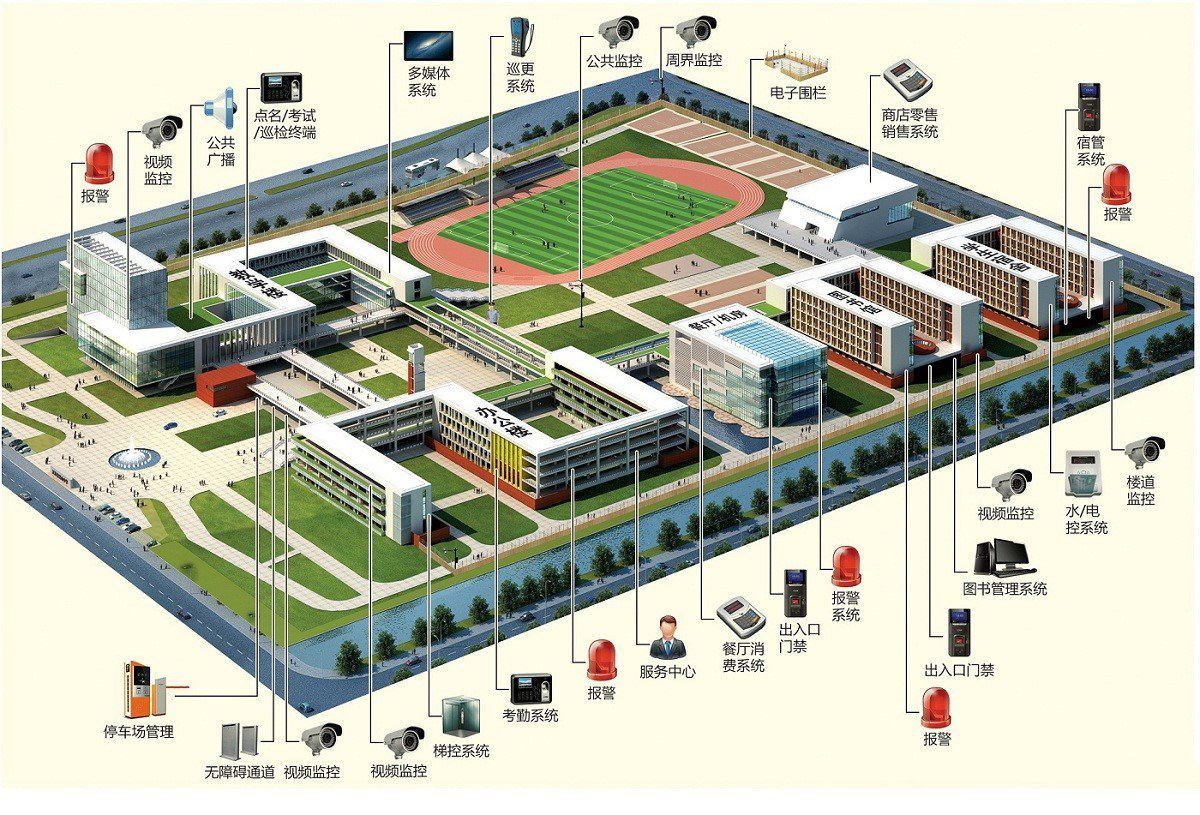 多媒体
系统
巡更
系统
公共监控
周界监控
电子围栏
商店零售
销售系统
宿管
系统
报警
点名/考试
/巡检终端
公共
广播
视频
监控
报警
教学楼
学生宿舍
图书馆
餐厅/机房
办公楼
楼道
监控
水/电
控系统
视频监控
图书管理系统
出入口门禁
报警
报警
系统
出入口
门禁
餐厅消
费系统
服务中心
报警
考勤系统
梯控系统
视频监控
视频监控
无障碍通道
停车场管理